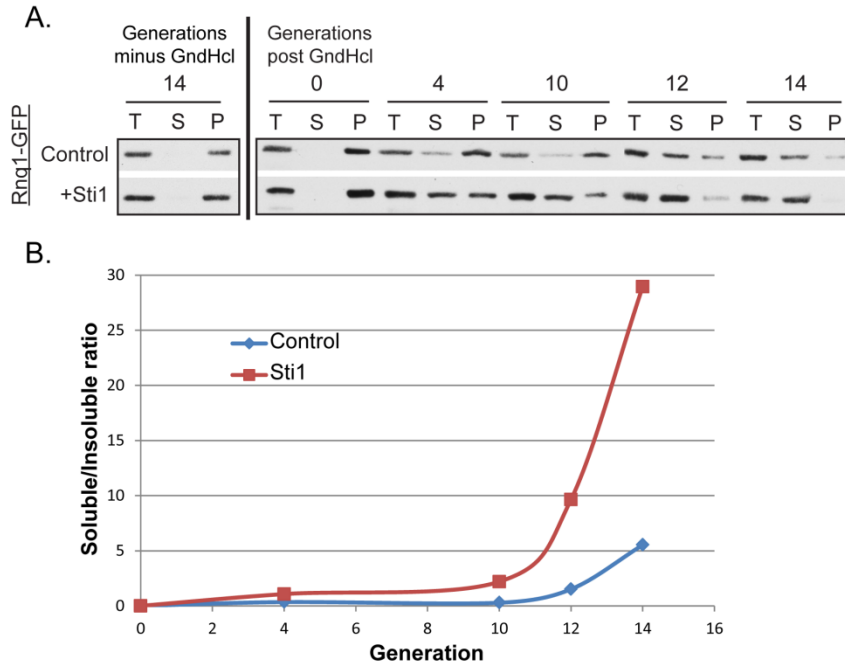 A.
Generations
minus GndHcl
Generations
post GndHcl
14
0
4
10
12
14
T S P
T S P
T S P
T S P
T S P
T S P
Rnq1-GFP
Control
+Sti1
B.
30
25
20
15
10
5
0
Soluble/Insoluble ratio
Control
Sti1
0 2 4 6 8 10 12 14 16
Generation